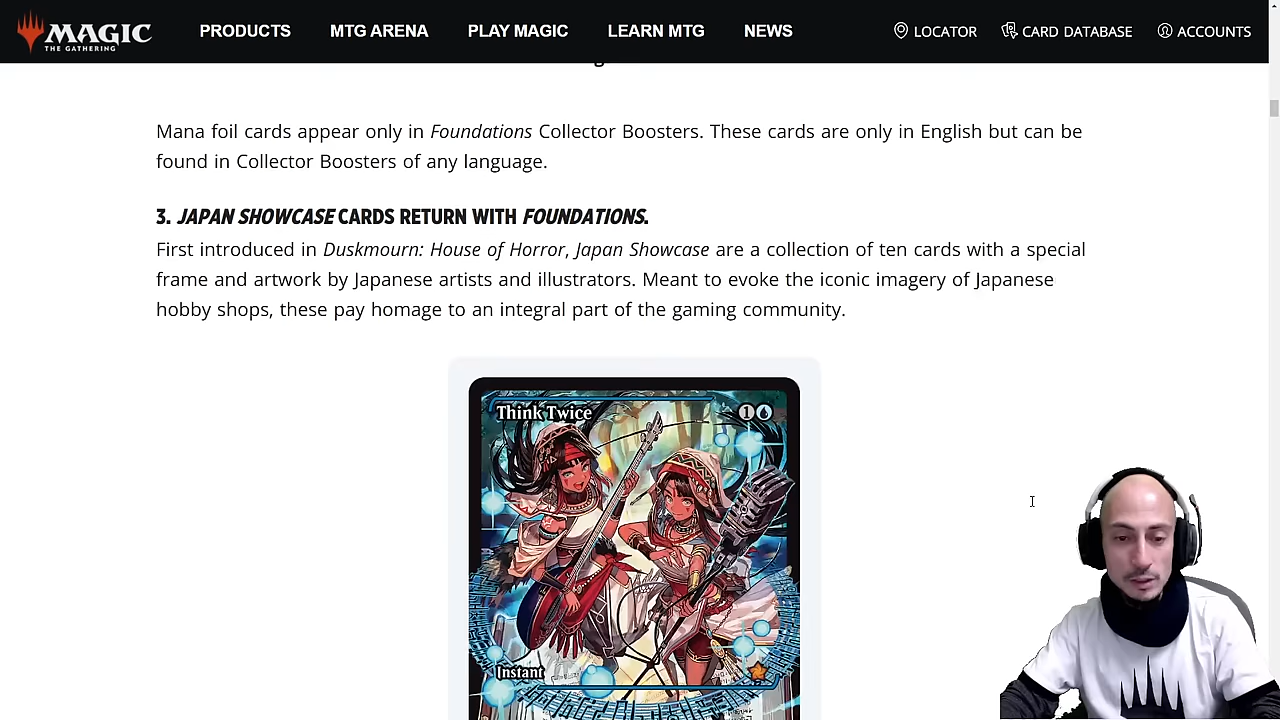 MAGIC
THE GATHERING
PRODUCTS
MTG ARENA
PLAY MAGIC
LEARN MTG
NEWS
LOCATOR
CARD DATABASE
ACCOUNTS
Mana foil cards appear only in Foundations Collector Boosters. These cards are only in English but can be
found in Collector Boosters of any language.
3. JAPAN SHOWCASE CARDS RETURN WITH FOUNDATIONS.
First introduced in Duskmourn: House of Horror, Japan Showcase are a collection of ten cards with a special
frame and artwork by Japanese artists and illustrators. Meant to evoke the iconic imagery of Japanese
hobby shops, these pay homage to an integral part of the gaming community.
Think Twice
1
Instant